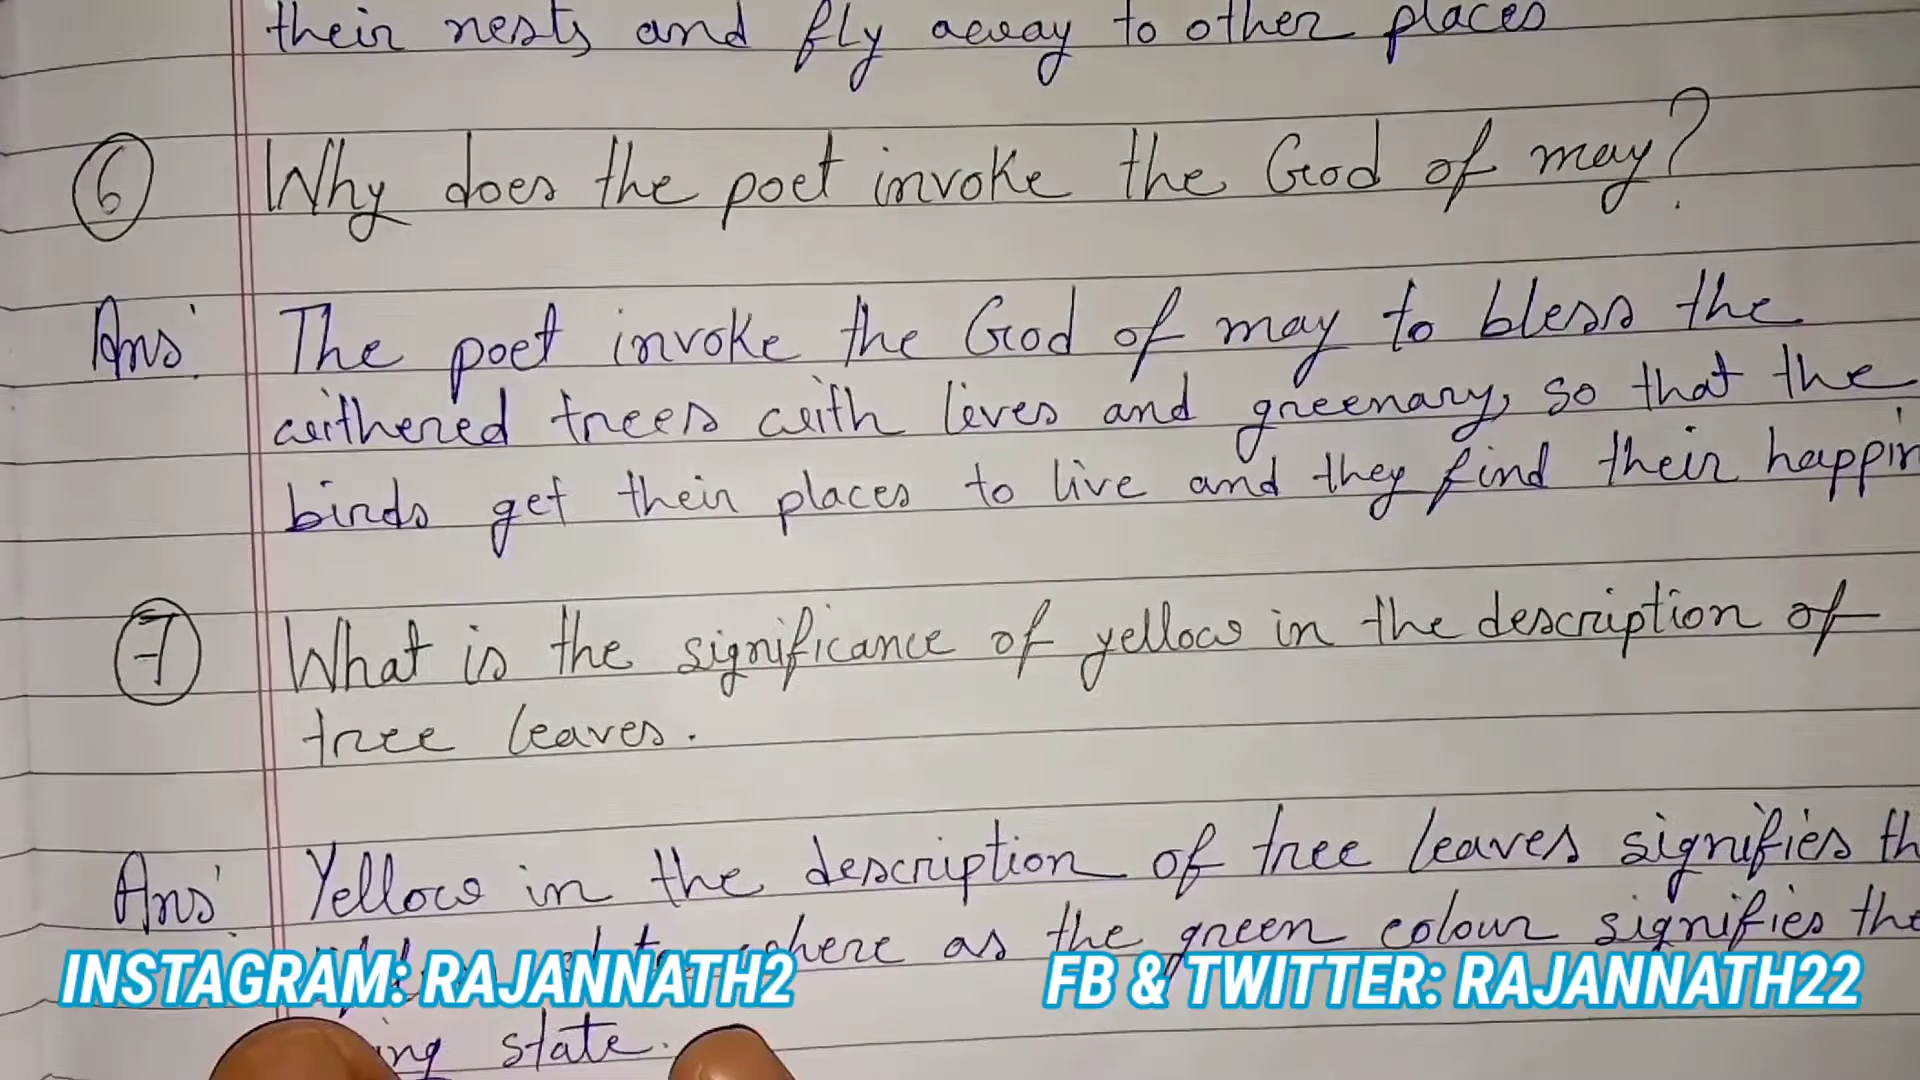 their nests and fly away to other places
6 Why does the poet invoke the God of may?
Ans: The poet invoke the God of may to bless the
withered trees with leves and greenary, so that the
birds get their places to live and they find their happin
7 What is the significance of yellow in the description of
tree leaves.
Ans: Yellow in the description of tree leaves signifies th
where as the green colour signifies the
INSTAGRAM: RAJANNATH2 FB & TWITTER: RAJANNATH22
state.